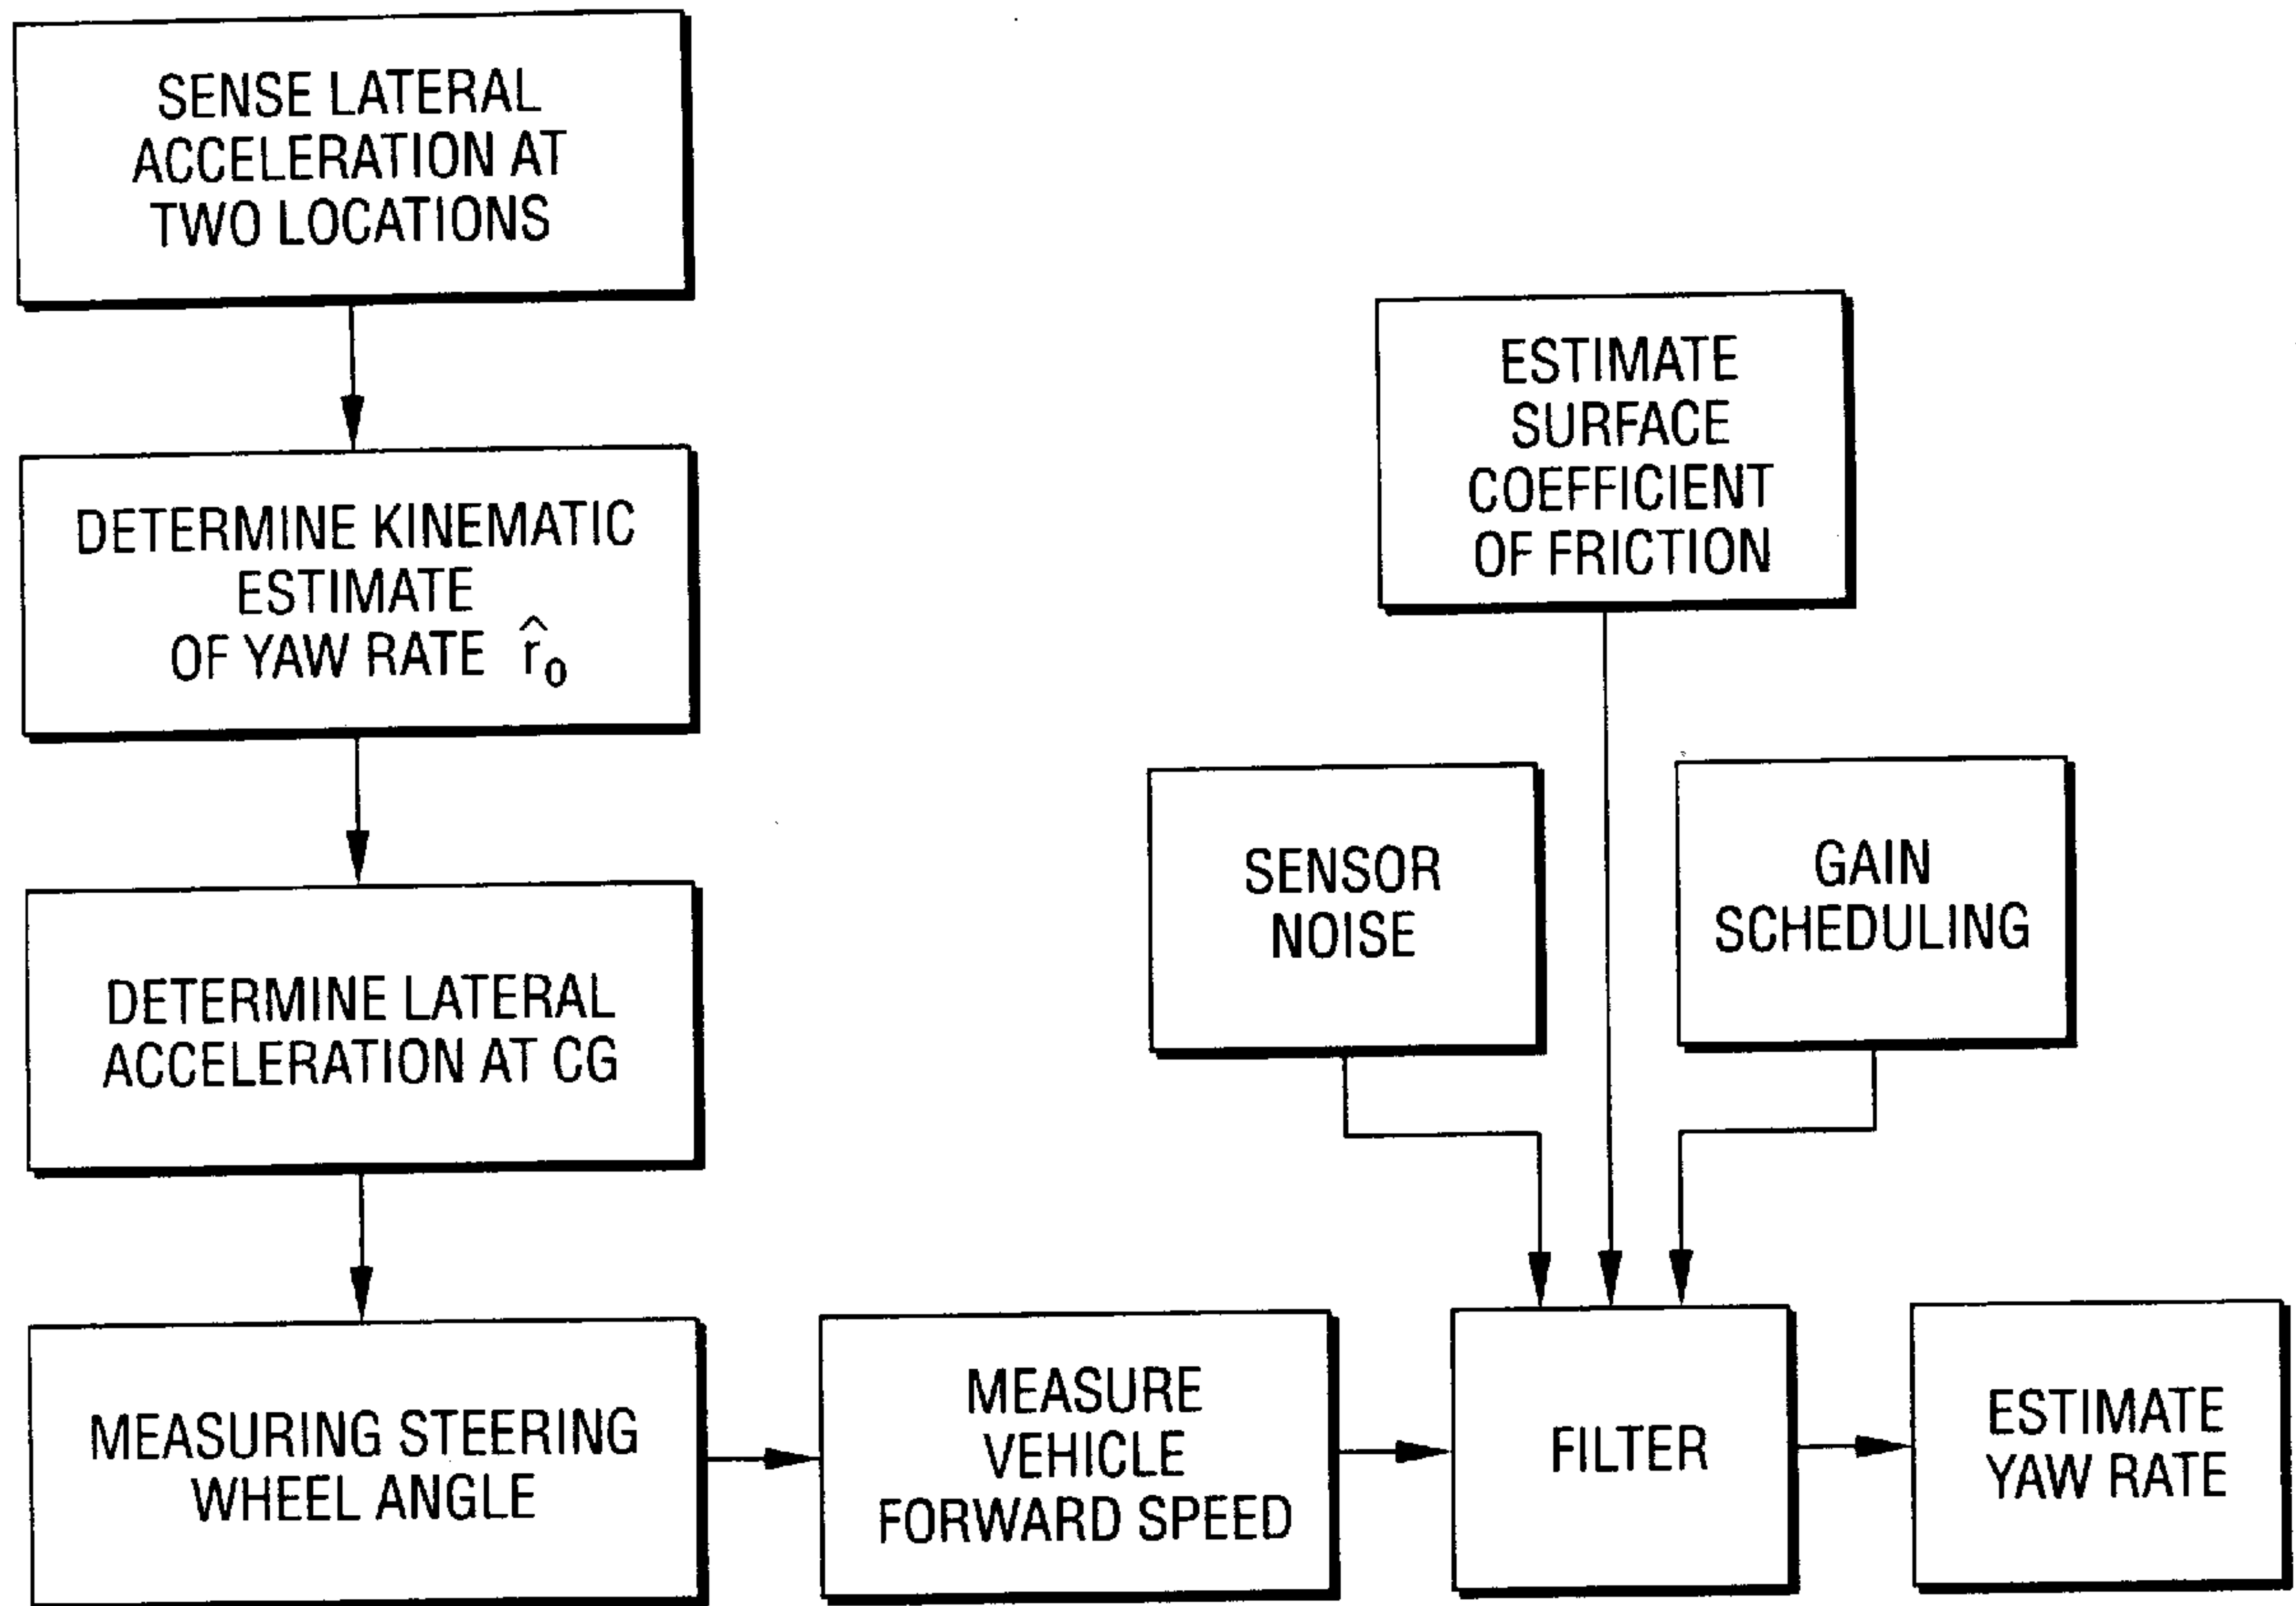 SENSE LATERAL
ACCELERATION AT
TWO LOCATIONS
DETERMINE KINEMATIC
ESTIMATE
OF YAW RATE r̂₀
DETERMINE LATERAL
ACCELERATION AT CG
MEASURING STEERING
WHEEL ANGLE
MEASURE
VEHICLE
FORWARD SPEED
ESTIMATE
SURFACE
COEFFICIENT
OF FRICTION
SENSOR
NOISE
GAIN
SCHEDULING
FILTER
ESTIMATE
YAW RATE